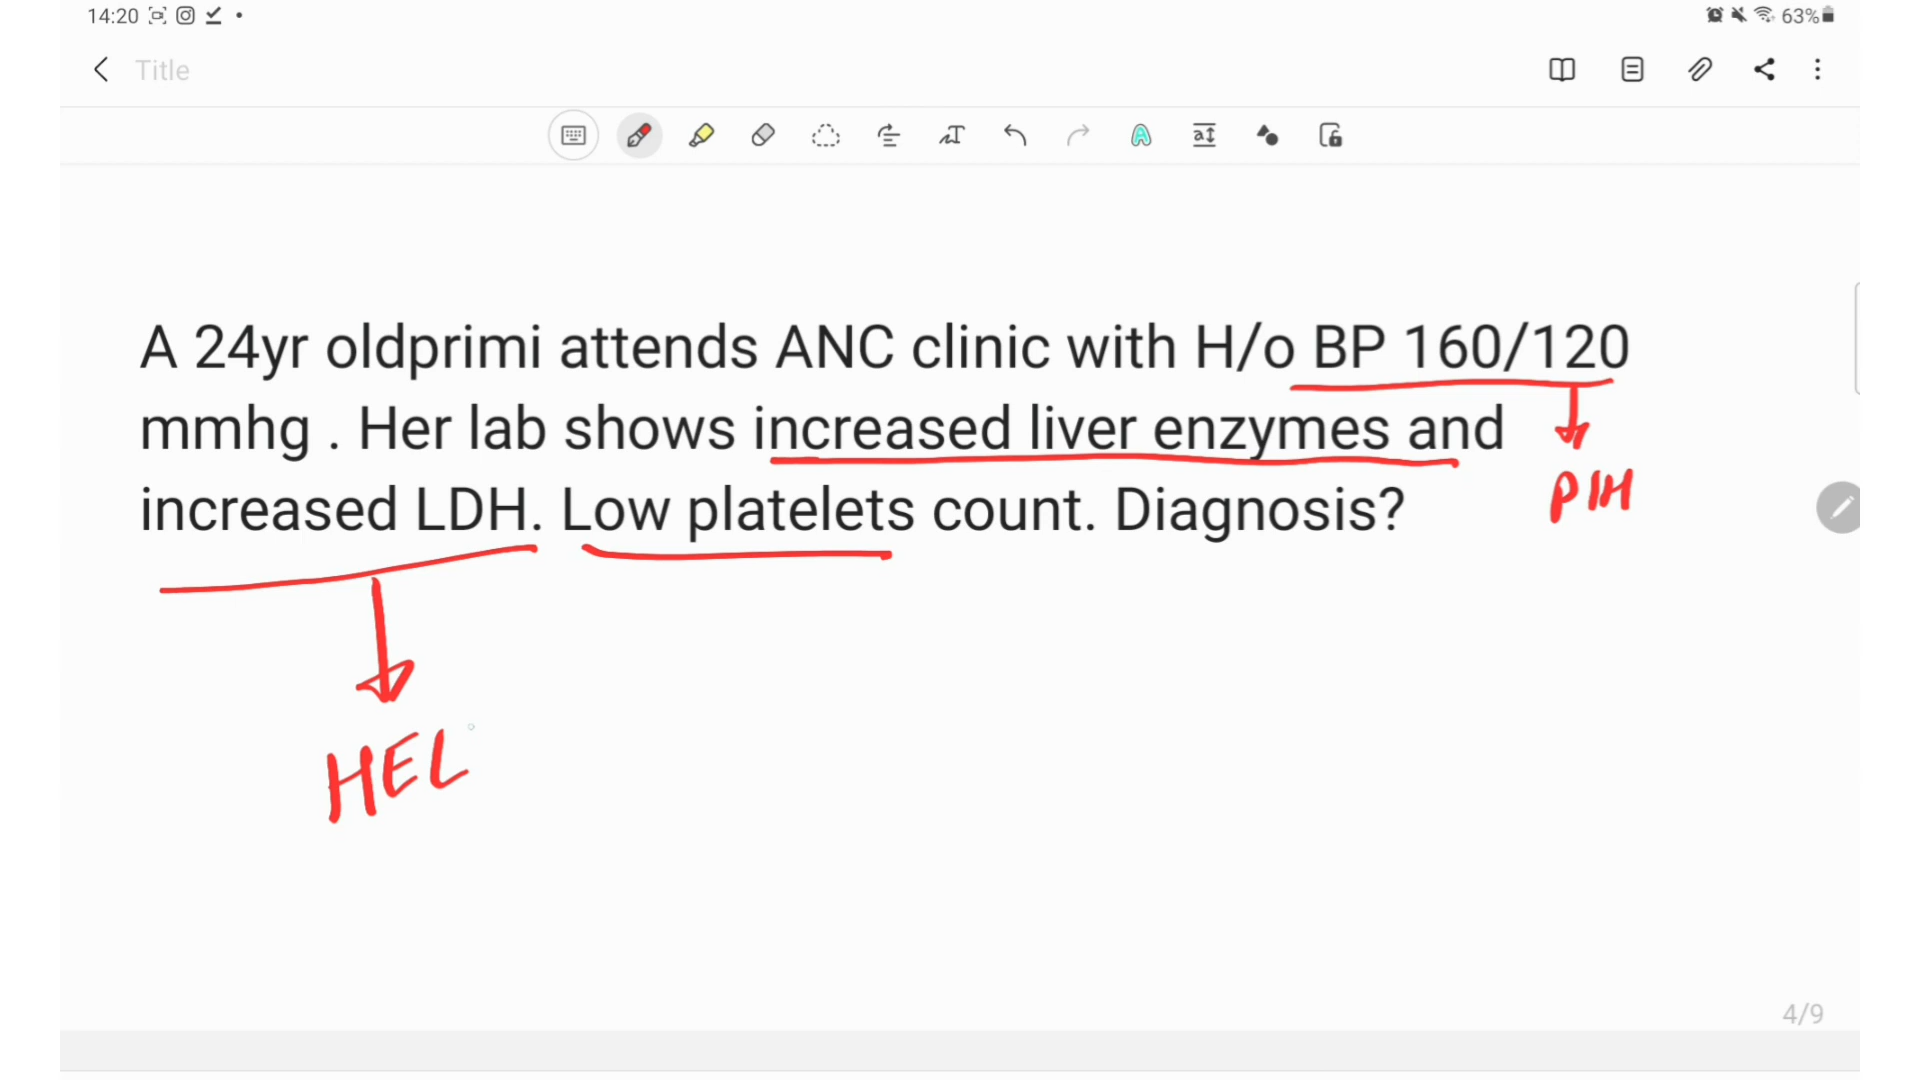 14:20
63%
Title
A 24yr oldprimi attends ANC clinic with H/o BP 160/120
mmhg . Her lab shows increased liver enzymes and
increased LDH. Low platelets count. Diagnosis?
PIH
HEL
4/9